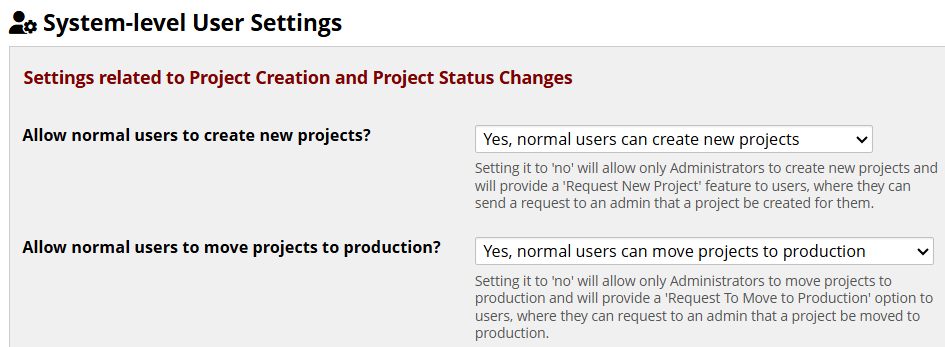 System-level User Settings
Settings related to Project Creation and Project Status Changes
Allow normal users to create new projects?
Yes, normal users can create new projects
Setting it to 'no' will allow only Administrators to create new projects and
will provide a 'Request New Project' feature to users, where they can
send a request to an admin that a project be created for them.
Allow normal users to move projects to production?
Yes, normal users can move projects to production
Setting it to 'no' will allow only Administrators to move projects to
production and will provide a 'Request To Move to Production' option to
users, where they can request to an admin that a project be moved to
production.